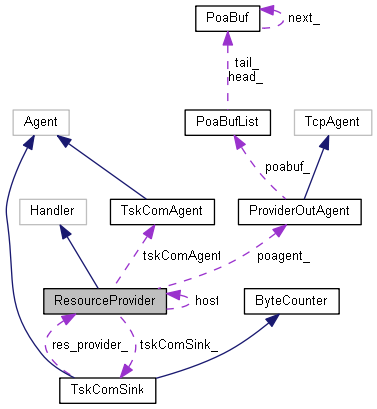 PoaBuf
next_
tail_
head_
Agent
PoaBufList
TcpAgent
poabuf_
Handler
TskComAgent
ProviderOutAgent
tskComAgent
poagent_
ResourceProvider
host
ByteCounter
res_provider_
tskComSink_
TskComSink